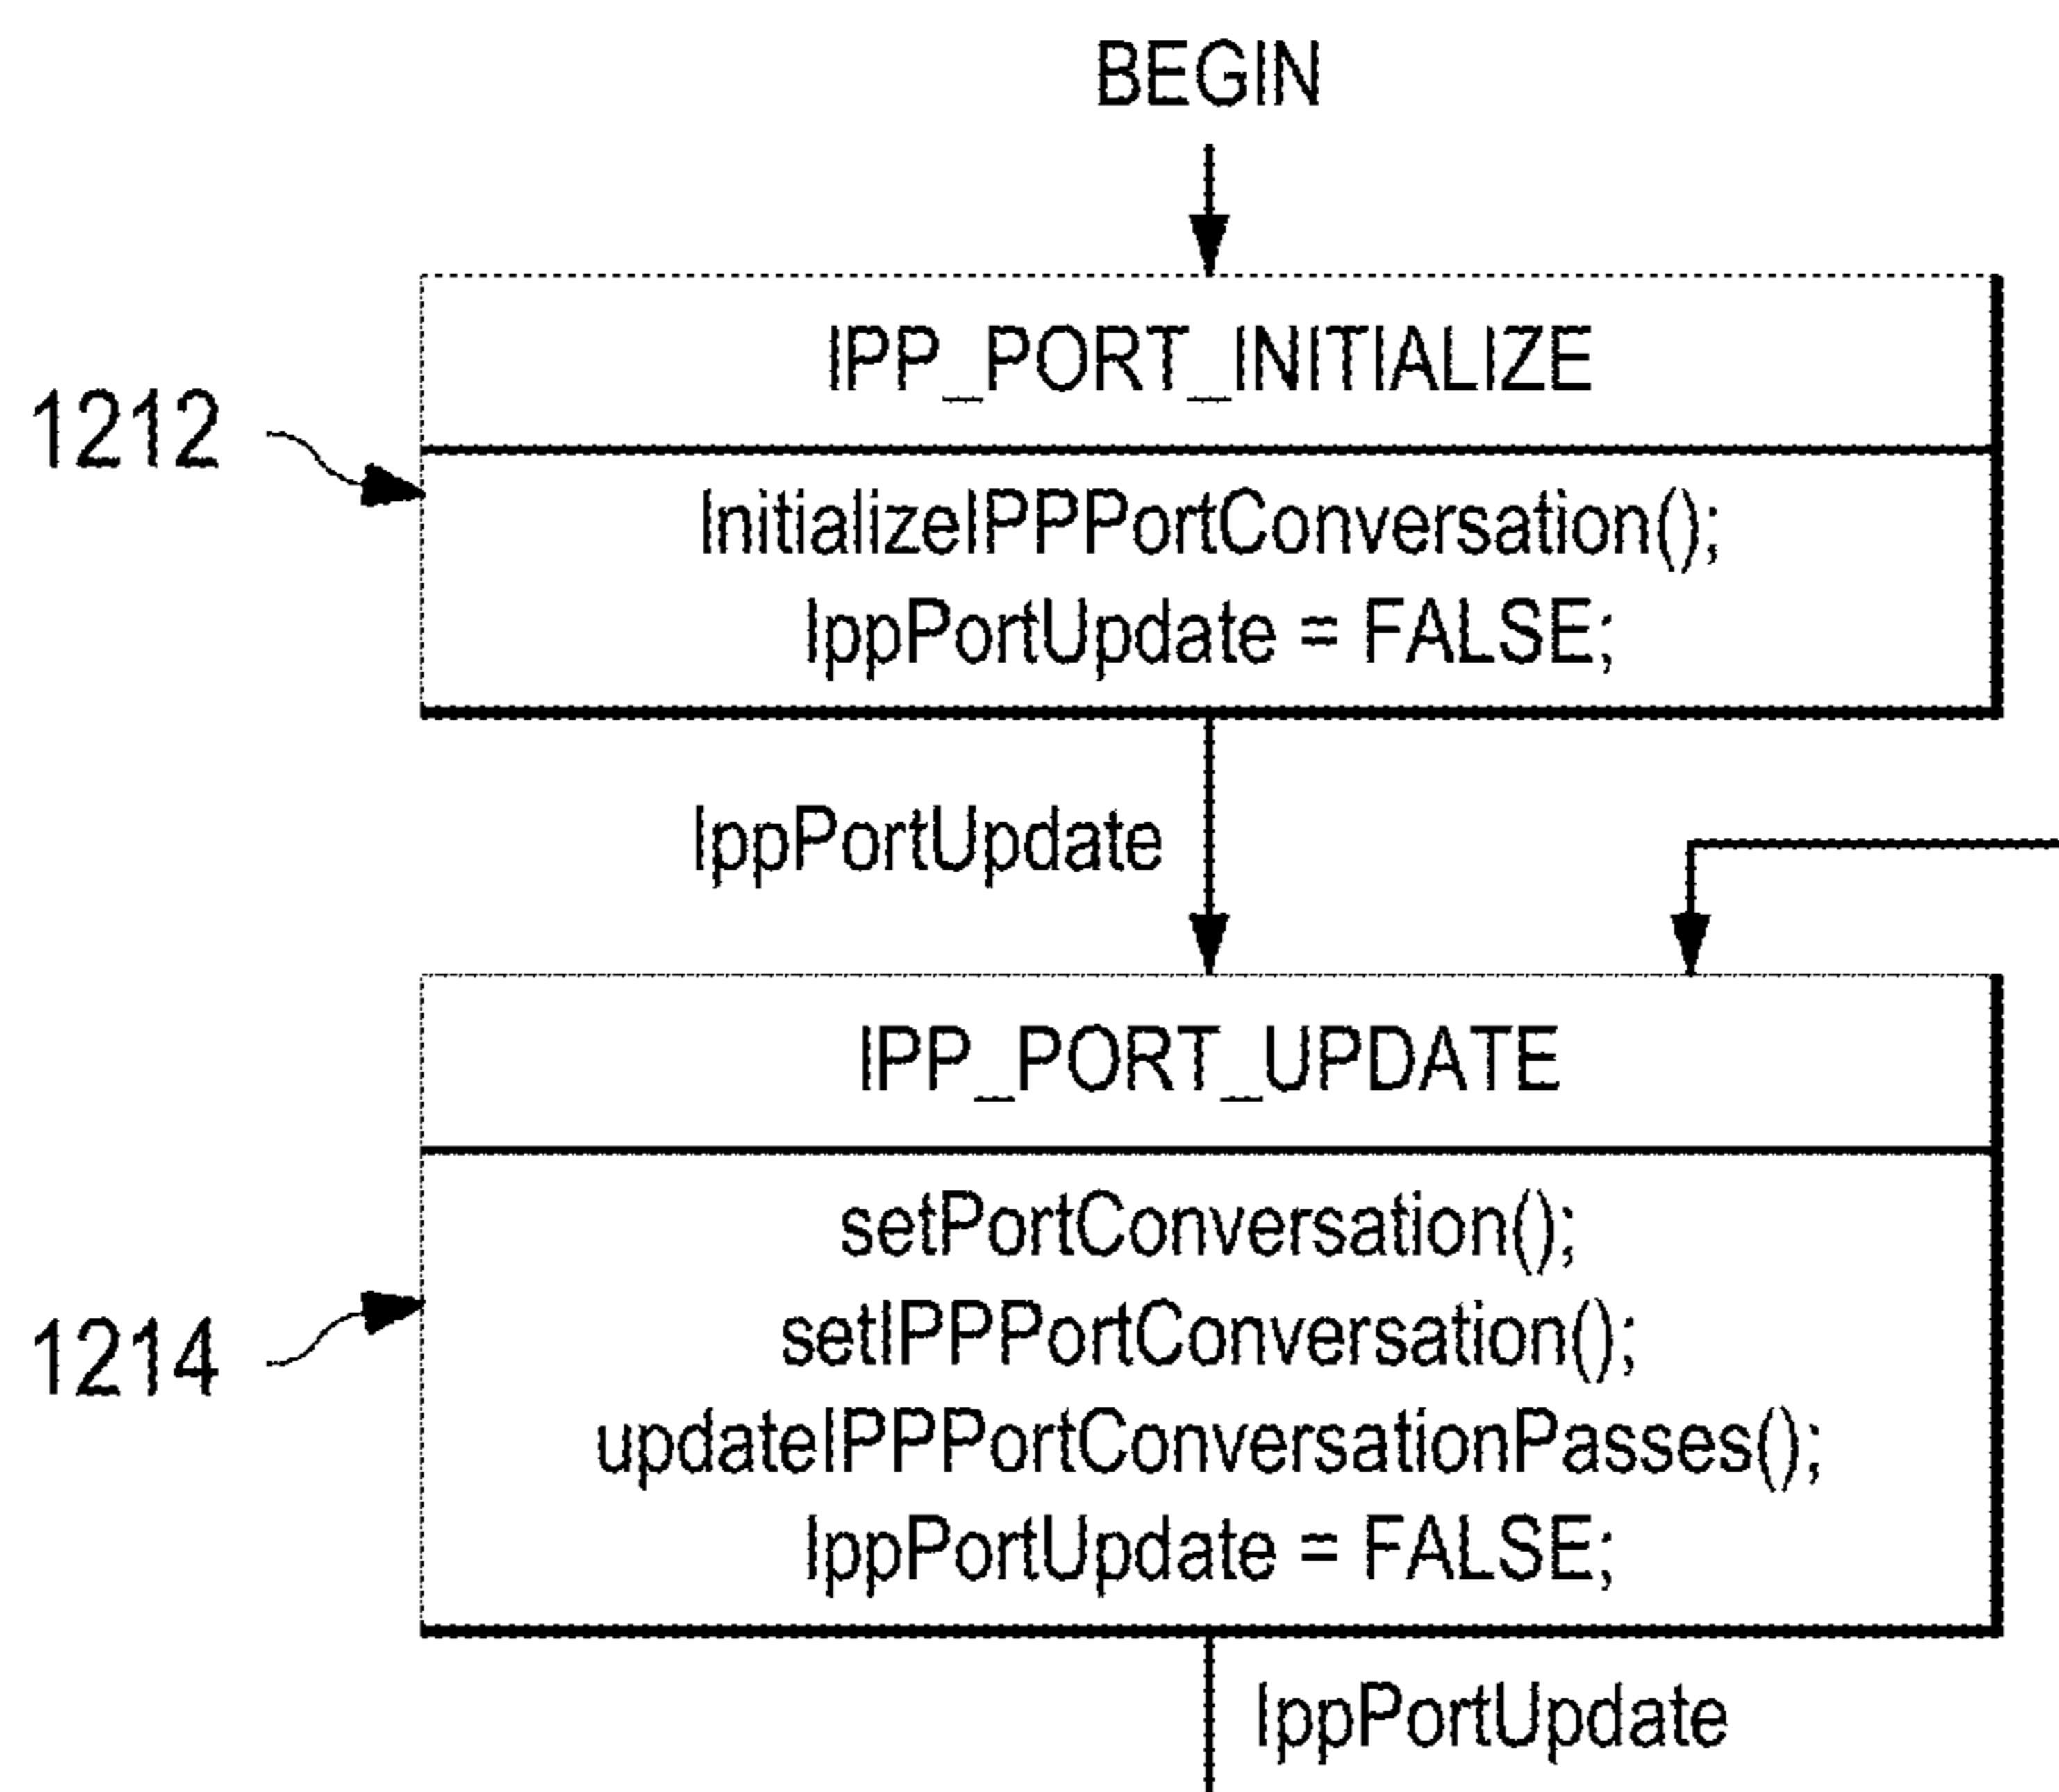 BEGIN
IPP_PORT_INITIALIZE
1212
InitializeIPPPortConversation();
IppPortUpdate = FALSE;
IppPortUpdate
IPP_PORT_UPDATE
setPortConversation();
1214
setIPPPortConversation();
updateIPPPortConversationPasses();
IppPortUpdate = FALSE;
IppPortUpdate